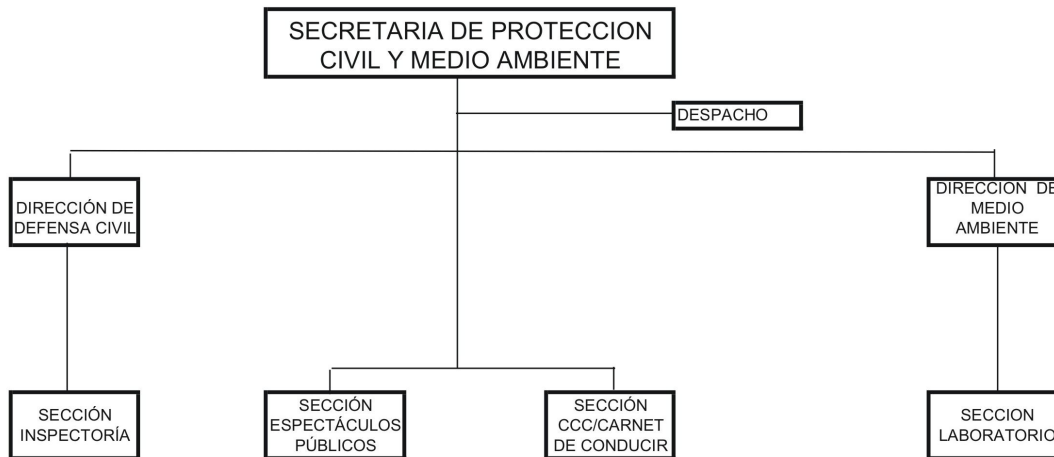 SECRETARIA DE PROTECCION
CIVIL Y MEDIO AMBIENTE
DESPACHO
DIRECCIÓN DE
DEFENSA CIVIL
DIRECCION DE
MEDIO
AMBIENTE
SECCIÓN
INSPECTORÍA
SECCIÓN
ESPECTÁCULOS
PÚBLICOS
SECCIÓN
CCC/CARNET
DE CONDUCIR
SECCION
LABORATORIO